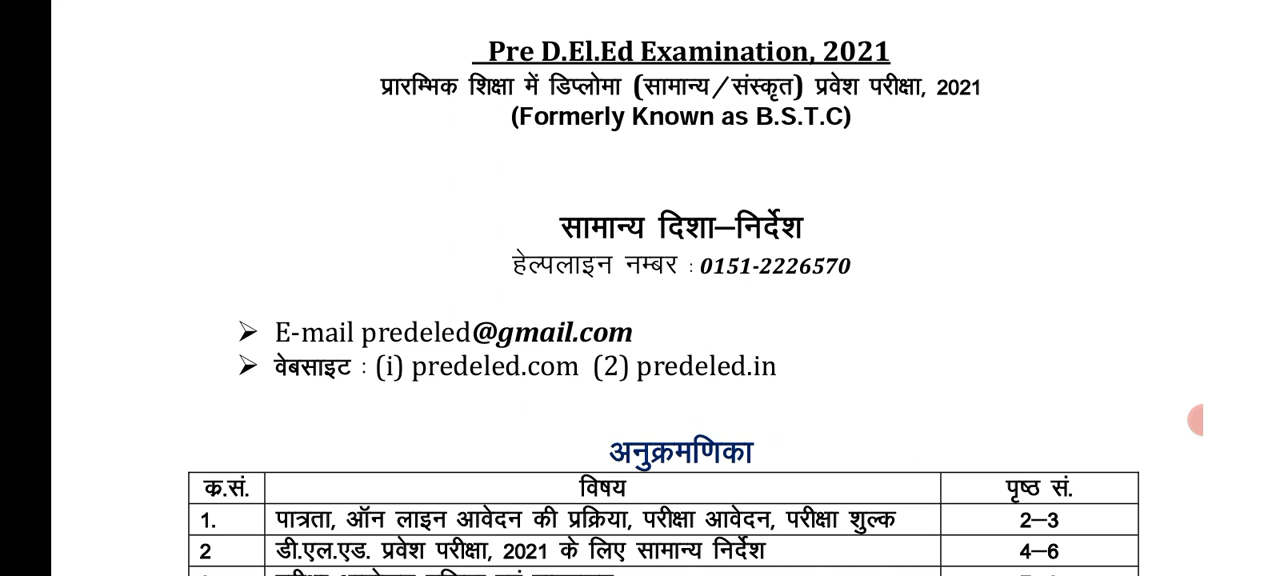 Pre D.El.Ed Examination, 2021
प्रारम्भिक शिक्षा में डिप्लोमा (सामान्य/संस्कृत) प्रवेश परीक्षा, 2021
(Formerly Known as B.S.T.C)
सामान्य दिशा–निर्देश
हेल्पलाइन नम्बर : 0151-2226570
➢ E-mail predeled@gmail.com
➢ वेबसाइट : (i) predeled.com (2) predeled.in
अनुक्रमणिका
क्र.सं. विषय पृष्ठ सं.
1. पात्रता, ऑन लाइन आवेदन की प्रक्रिया, परीक्षा आवेदन, परीक्षा शुल्क 2–3
2 डी.एल.एड. प्रवेश परीक्षा, 2021 के लिए सामान्य निर्देश 4–6